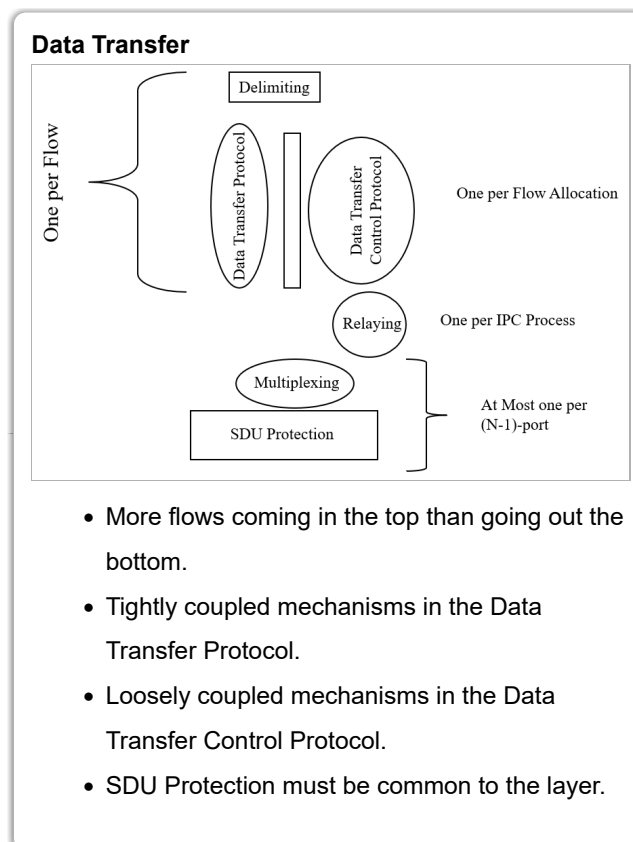 Data Transfer
Delimiting
One per Flow
Data Transfer Protocol
Data Transfer
Control Protocol
One per Flow Allocation
Relaying
One per IPC Process
Multiplexing
SDU Protection
At Most one per
(N-1)-port
• More flows coming in the top than going out the
bottom.
• Tightly coupled mechanisms in the Data
Transfer Protocol.
• Loosely coupled mechanisms in the Data
Transfer Control Protocol.
• SDU Protection must be common to the layer.